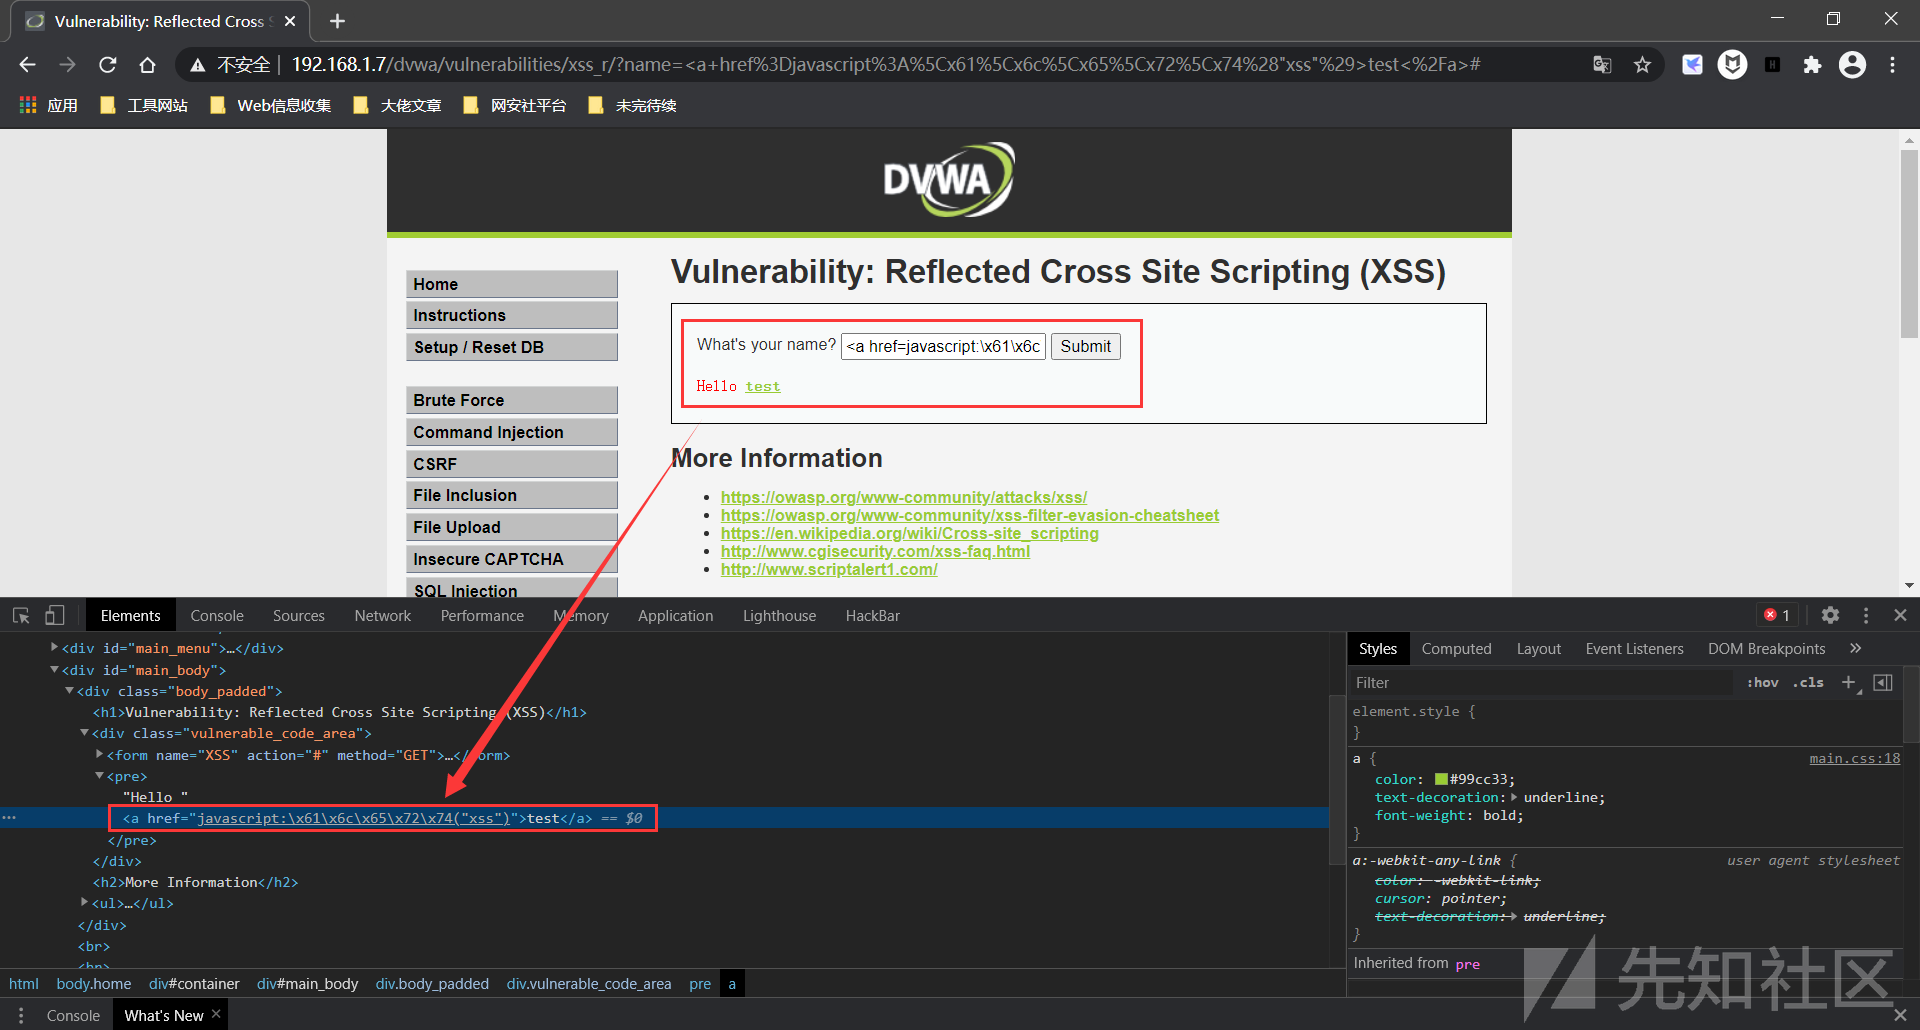 Vulnerability: Reflected Cross S
不安全 | 192.168.1.7/dvwa/vulnerabilities/xss_r/?name=<a+href%3Djavascript%3A%5Cx61%5Cx6c%5Cx65%5Cx72%5Cx74%28"xss"%29>test<%2Fa>#
应用 工具网站 Web信息收集 大佬文章 网安社平台 未完待续
DVWA
Home
Instructions
Setup / Reset DB
Brute Force
Command Injection
CSRF
File Inclusion
File Upload
Insecure CAPTCHA
SQL Injection
Vulnerability: Reflected Cross Site Scripting (XSS)
What's your name? <a href=javascript:\x61\x6c Submit
Hello test
More Information
https://owasp.org/www-community/attacks/xss/
https://owasp.org/www-community/xss-filter-evasion-cheatsheet
https://en.wikipedia.org/wiki/Cross-site_scripting
http://www.cgisecurity.com/xss-faq.html
http://www.scriptalert1.com/
Elements Console Sources Network Performance Memory Application Lighthouse HackBar 1
<div id="main_menu">…</div>
<div id="main_body">
<div class="body_padded">
<h1>Vulnerability: Reflected Cross Site Scripting (XSS)</h1>
<div class="vulnerable_code_area">
<form name="XSS" action="#" method="GET">…</form>
<pre>
"Hello "
<a href="javascript:\x61\x6c\x65\x72\x74("xss")">test</a> == $0
</pre>
</div>
<h2>More Information</h2>
<ul>…</ul>
</div>
<br>
<br>
html body.home div#container div#main_body div.body_padded div.vulnerable_code_area pre a
Console What's New
Styles Computed Layout Event Listeners DOM Breakpoints
Filter :hov .cls
element.style {
}
a { main.css:18
color: #99cc33;
text-decoration: underline;
font-weight: bold;
}
a:-webkit-any-link { user agent stylesheet
color: -webkit-link;
cursor: pointer;
text-decoration: underline;
}
Inherited from pre
先知社区